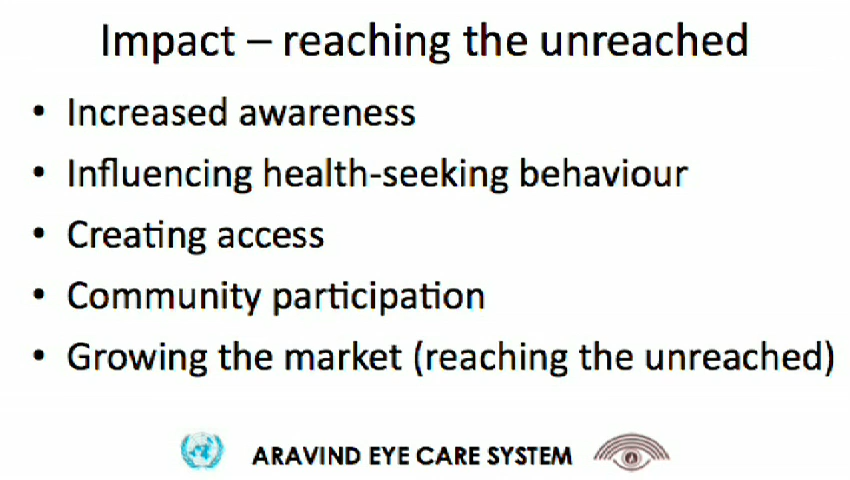 Impact – reaching the unreached
• Increased awareness
• Influencing health-seeking behaviour
• Creating access
• Community participation
• Growing the market (reaching the unreached)
ARAVIND EYE CARE SYSTEM